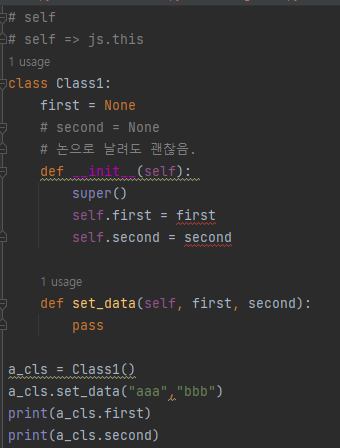 # self
# self => js.this
1 usage
class Class1:
    first = None
    # second = None
    # 논으로 날려도 괜찮음.
    def __init__(self):
        super()
        self.first = first
        self.second = second
    1 usage
    def set_data(self, first, second):
        pass
a_cls = Class1()
a_cls.set_data("aaa","bbb")
print(a_cls.first)
print(a_cls.second)